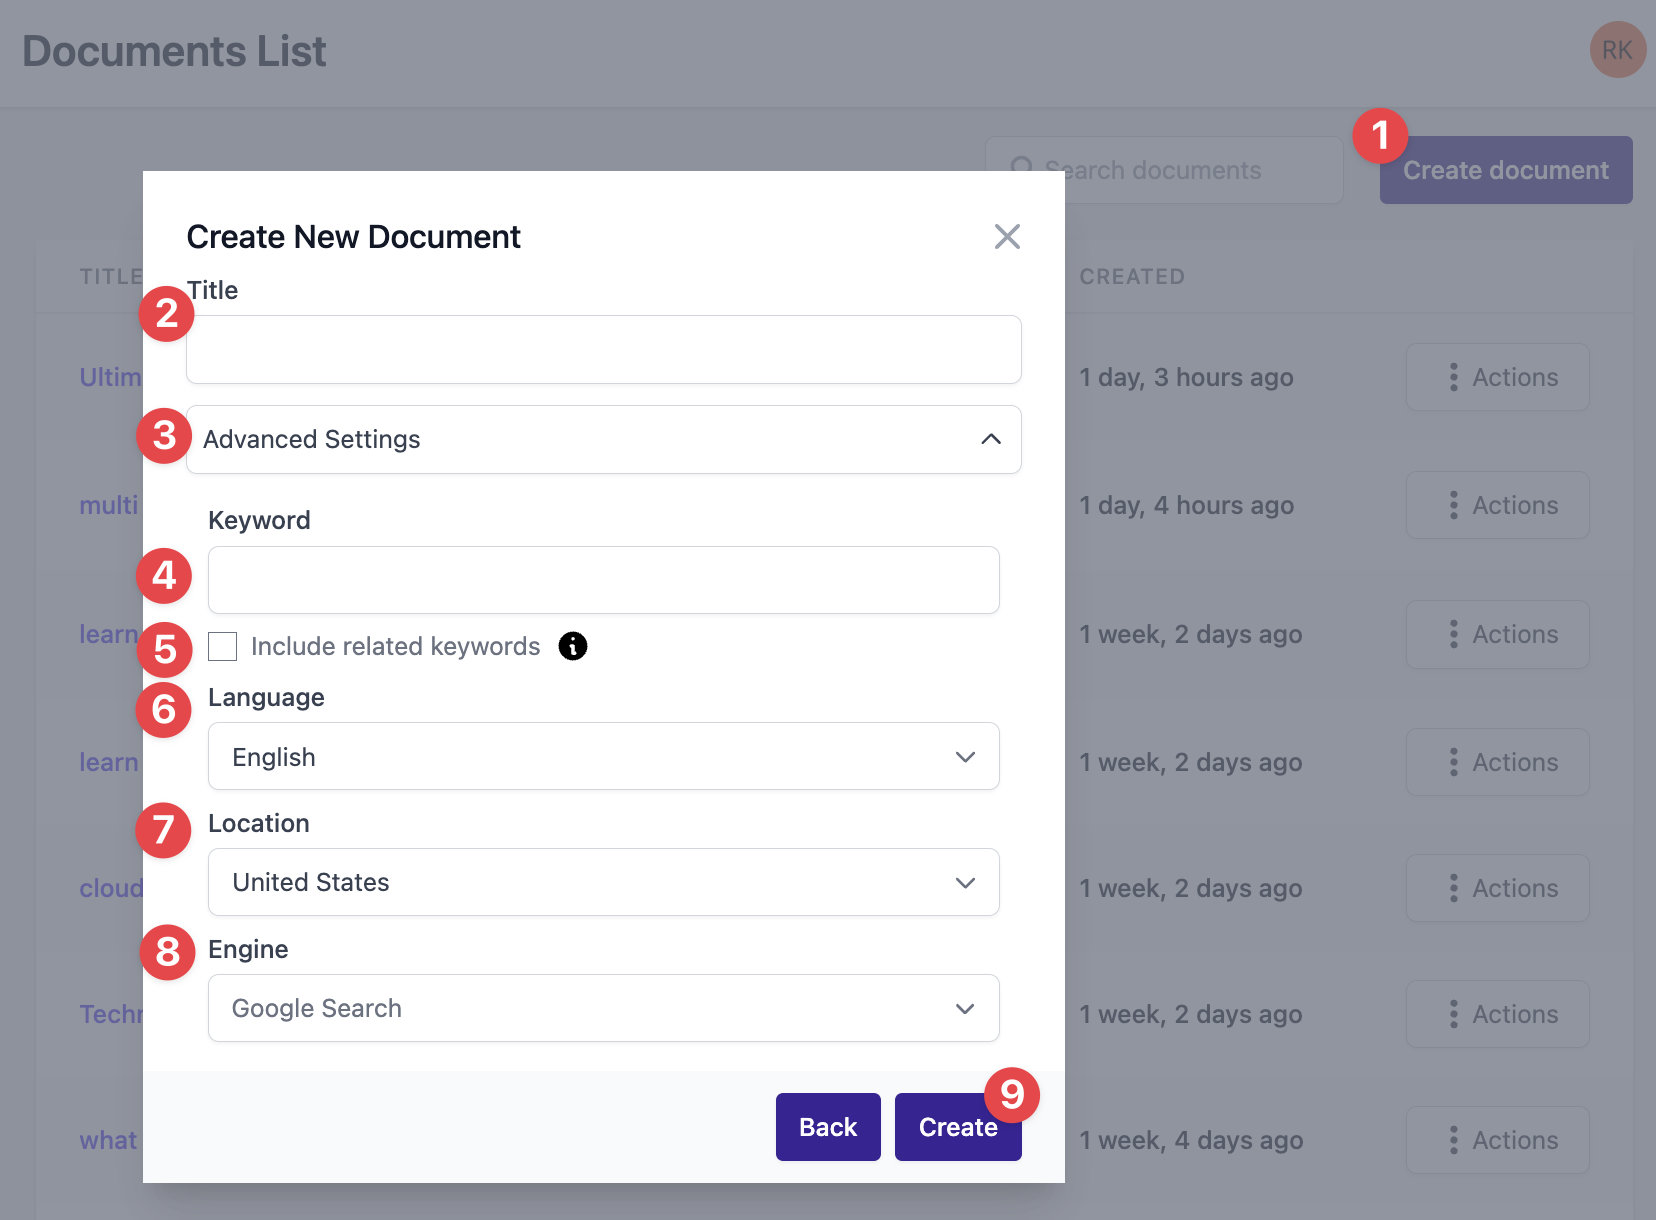 Documents List
RK
1
Search documents
Create document
Create New Document
TITLE
CREATED
Title
2
Ultim
1 day, 3 hours ago
Actions
3
Advanced Settings
Keyword
multi
1 day, 4 hours ago
Actions
4
5
Include related keywords
learn
1 week, 2 days ago
Actions
6
Language
English
learn
1 week, 2 days ago
Actions
7
Location
United States
cloud
1 week, 2 days ago
Actions
8
Engine
Google Search
Techn
1 week, 2 days ago
Actions
9
Back
Create
what
1 week, 4 days ago
Actions